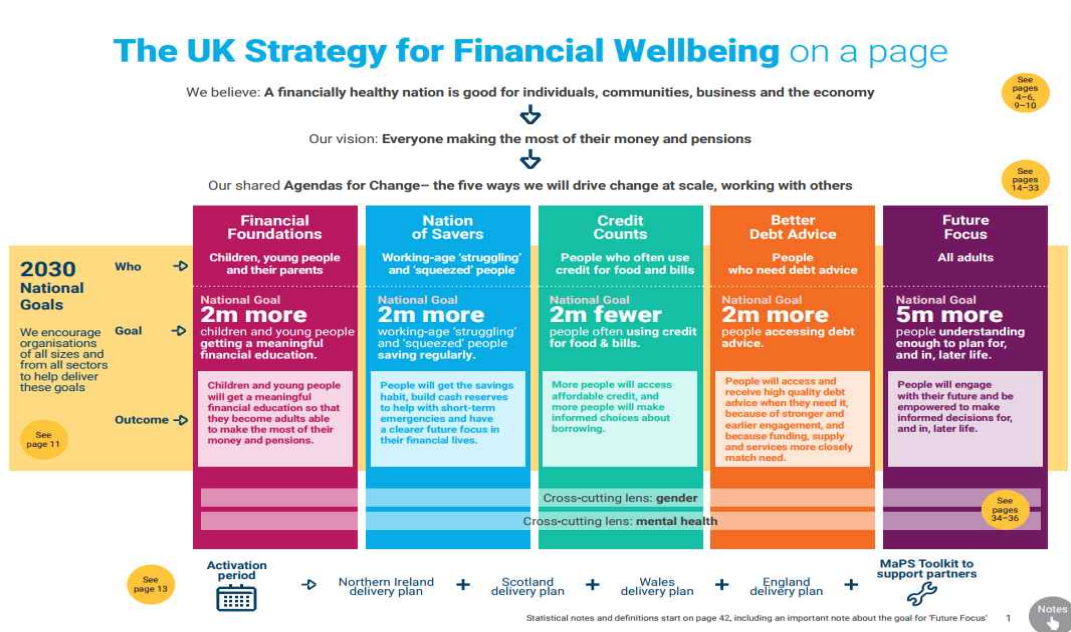 The UK Strategy for Financial Wellbeing on a page
We believe: A financially healthy nation is good for individuals, communities, business and the economy
See
pages
4–6,
9–10
Our vision: Everyone making the most of their money and pensions
Our shared Agendas for Change– the five ways we will drive change at scale, working with others
See
pages
14–33
2030
National
Goals
We encourage
organisations
of all sizes and
from all sectors
to help deliver
these goals
See
page 11
Who
Goal
Outcome
Financial
Foundations
Children, young people
and their parents
National Goal
2m more
children and young people
getting a meaningful
financial education.
Children and young people
will get a meaningful
financial education so that
they become adults able
to make the most of their
money and pensions.
Nation
of Savers
Working-age ‘struggling’
and ‘squeezed’ people
National Goal
2m more
working-age ‘struggling’
and ‘squeezed’ people
saving regularly.
People will get the savings
habit, build cash reserves
to help with short-term
emergencies and have
a clearer future focus in
their financial lives.
Credit
Counts
People who often use
credit for food and bills
National Goal
2m fewer
people often using credit
for food & bills.
More people will access
affordable credit, and
more people will make
informed choices about
borrowing.
Better
Debt Advice
People
who need debt advice
National Goal
2m more
people accessing debt
advice.
People will access and
receive high quality debt
advice when they need it,
because of stronger and
earlier engagement, and
because funding, supply
and services more closely
match need.
Future
Focus
All adults
National Goal
5m more
people understanding
enough to plan for,
and in, later life.
People will engage
with their future and be
empowered to make
informed decisions for,
and in, later life.
Cross-cutting lens: gender
Cross-cutting lens: mental health
See
pages
34–36
See
page 13
Activation
period
Northern Ireland
delivery plan
+
Scotland
delivery plan
+
Wales
delivery plan
+
England
delivery plan
+
MaPS Toolkit to
support partners
Statistical notes and definitions start on page 42, including an important note about the goal for ‘Future Focus’
1
Notes